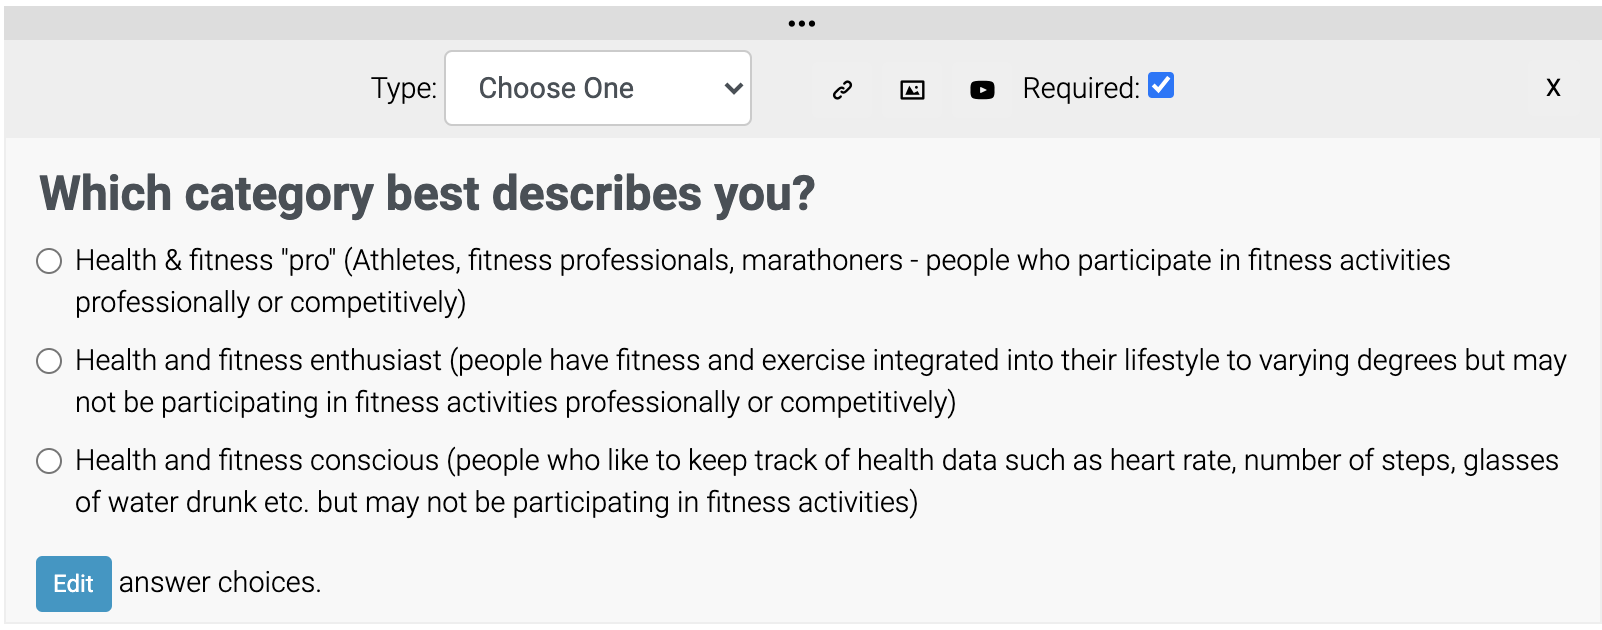 •••
Type: Choose One Required: X
Which category best describes you?
Health & fitness "pro" (Athletes, fitness professionals, marathoners - people who participate in fitness activities
professionally or competitively)
Health and fitness enthusiast (people have fitness and exercise integrated into their lifestyle to varying degrees but may
not be participating in fitness activities professionally or competitively)
Health and fitness conscious (people who like to keep track of health data such as heart rate, number of steps, glasses
of water drunk etc. but may not be participating in fitness activities)
Edit answer choices.